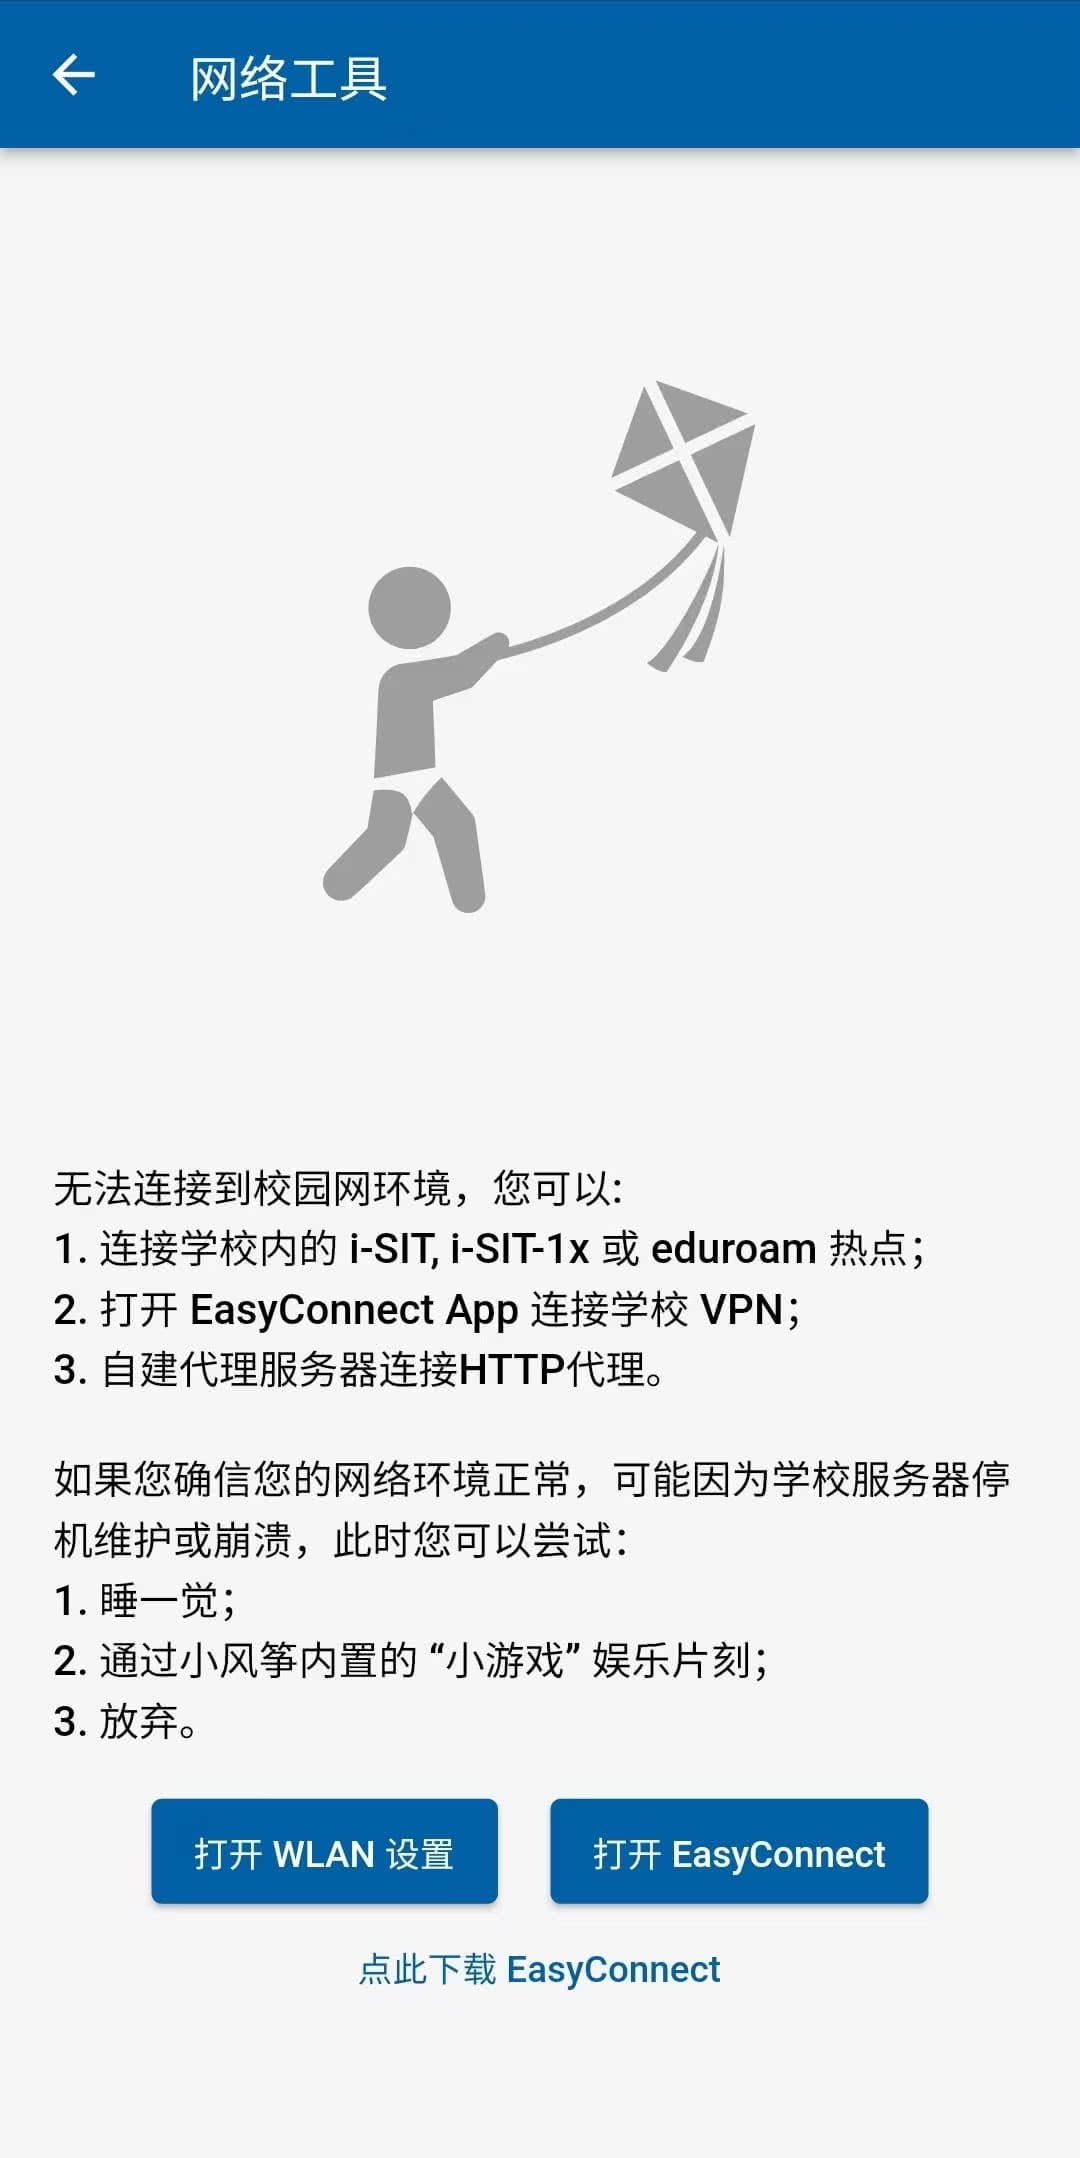 网络工具
无法连接到校园网环境，您可以:
1. 连接学校内的 i-SIT, i-SIT-1x 或 eduroam 热点；
2. 打开 EasyConnect App 连接学校 VPN；
3. 自建代理服务器连接HTTP代理。
如果您确信您的网络环境正常，可能因为学校服务器停
机维护或崩溃，此时您可以尝试：
1. 睡一觉；
2. 通过小风筝内置的 “小游戏” 娱乐片刻；
3. 放弃。
打开 WLAN 设置
打开 EasyConnect
点此下载 EasyConnect